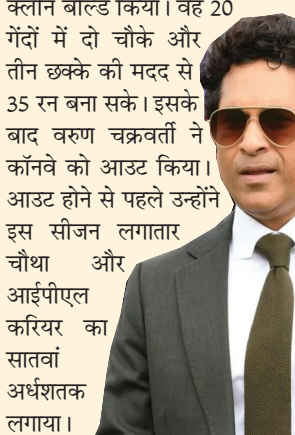 क्लीन बोल्ड किया। वह 20
गेंदों में दो चौके और
तीन छक्के की मदद से
35 रन बना सके। इसके
बाद वरुण चक्रवर्ती ने
कॉनवे को आउट किया।
आउट होने से पहले उन्होंने
इस सीजन लगातार
चौथा और
आईपीएल
करियर का
सातवां
अर्धशतक
लगाया।